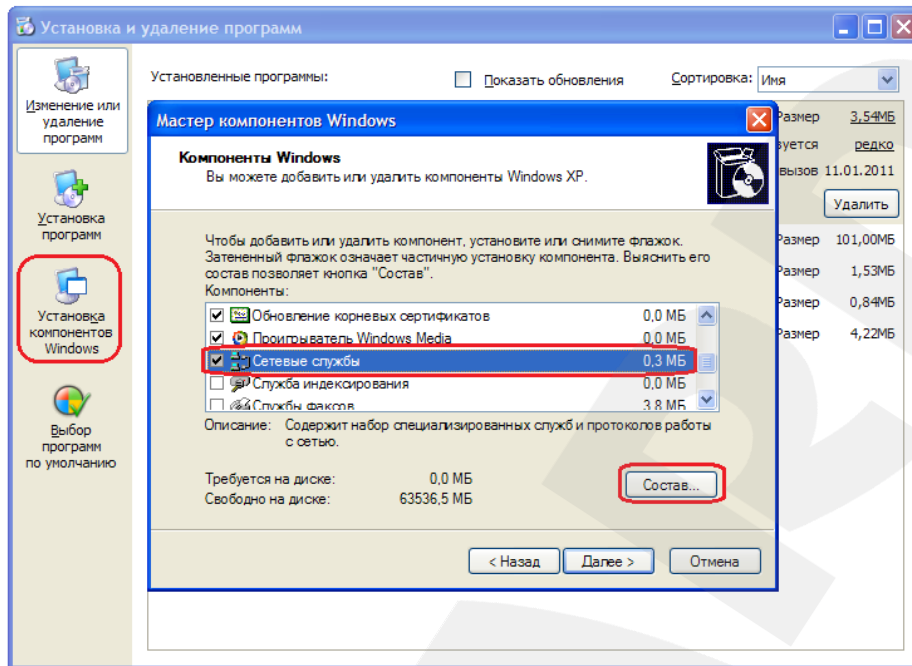 Установка и удаление программ
Изменение или
удаление
программ
Установка
программ
Установка
компонентов
Windows
Выбор
программ
по умолчанию
Установленные программы:
Показать обновления
Сортировка:
Имя
Размер 3,54МБ
зуется редко
вызов 11.01.2011
Удалить
Размер 101,00МБ
Размер 1,53МБ
Размер 0,84МБ
Размер 4,22МБ
Мастер компонентов Windows
Компоненты Windows
Вы можете добавить или удалить компоненты Windows XP.
Чтобы добавить или удалить компонент, установите или снимите флажок.
Затененный флажок означает частичную установку компонента. Выяснить его
состав позволяет кнопка "Состав".
Компоненты:
Обновление корневых сертификатов 0,0 МБ
Проигрыватель Windows Media 0,0 МБ
Сетевые службы 0,3 МБ
Служба индексирования 0,0 МБ
Службы факсов 3,8 МБ
Описание: Содержит набор специализированных служб и протоколов работы
с сетью.
Требуется на диске: 0,0 МБ
Свободно на диске: 63536,5 МБ
Состав...
< Назад
Далее >
Отмена